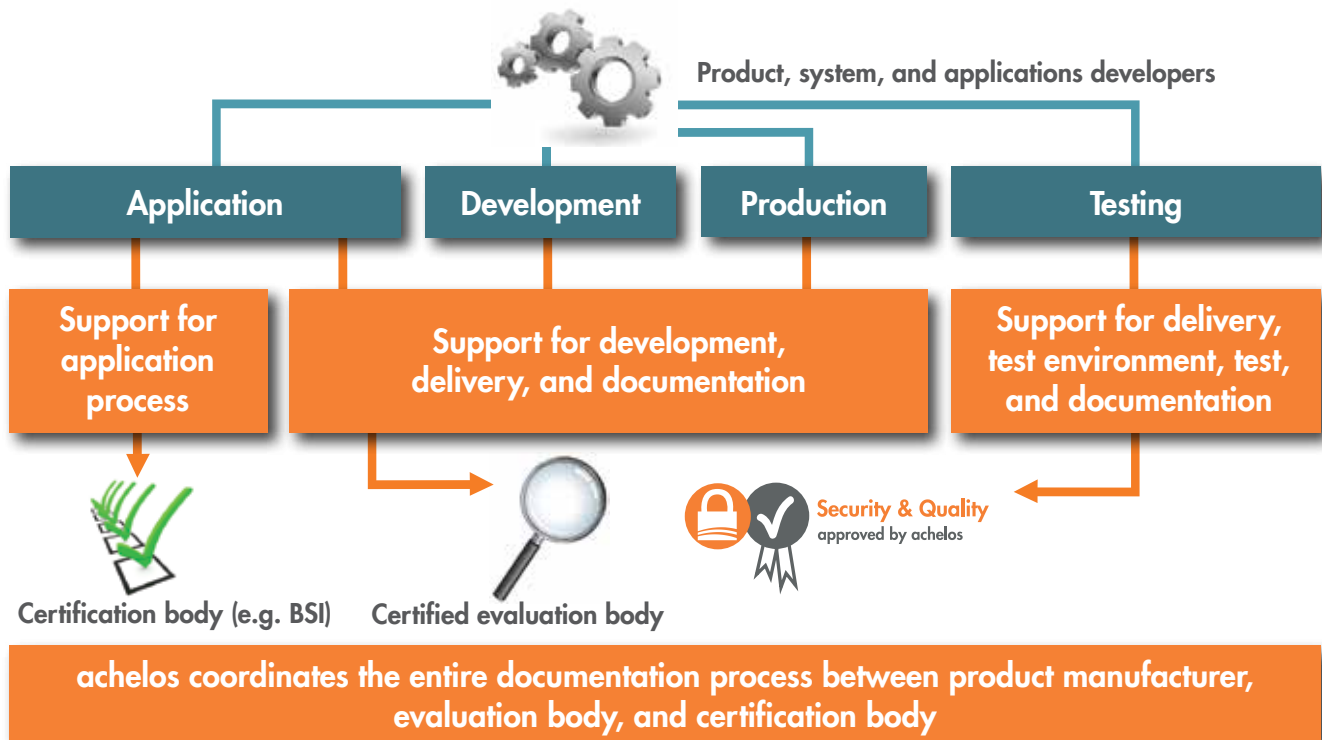 Product, system, and applications developers
Application
Development
Production
Testing
Support for
application
process
Support for development,
delivery, and documentation
Support for delivery,
test environment, test,
and documentation
Security & Quality
approved by achelos
Certification body (e.g. BSI)
Certified evaluation body
achelos coordinates the entire documentation process between product manufacturer,
evaluation body, and certification body